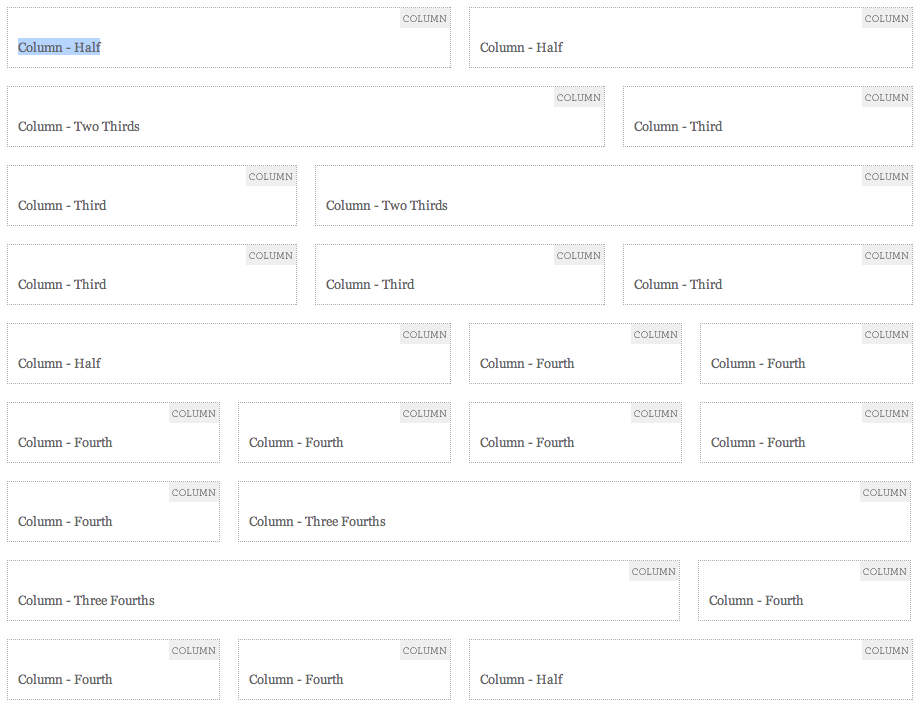 COLUMN COLUMN
Column - Half Column - Half
COLUMN COLUMN
Column - Two Thirds Column - Third
COLUMN COLUMN
Column - Third Column - Two Thirds
COLUMN COLUMN COLUMN
Column - Third Column - Third Column - Third
COLUMN COLUMN COLUMN
Column - Half Column - Fourth Column - Fourth
COLUMN COLUMN COLUMN COLUMN
Column - Fourth Column - Fourth Column - Fourth Column - Fourth
COLUMN COLUMN
Column - Fourth Column - Three Fourths
COLUMN COLUMN
Column - Three Fourths Column - Fourth
COLUMN COLUMN COLUMN
Column - Fourth Column - Fourth Column - Half